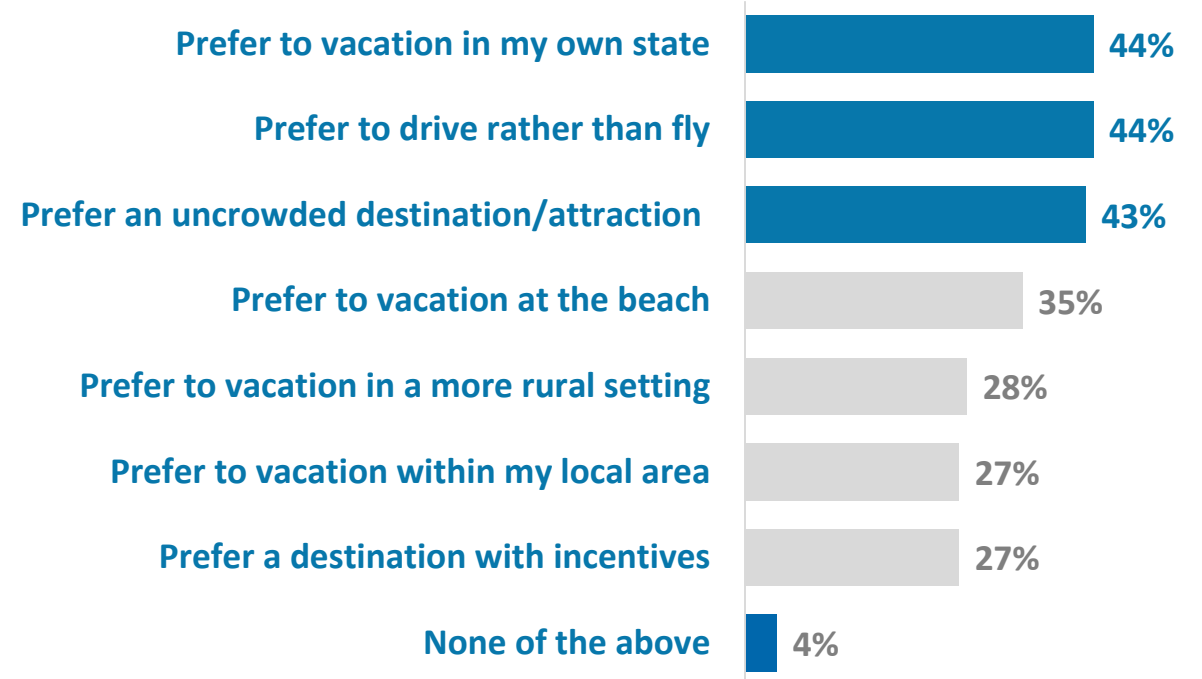 Prefer to vacation in my own state 44%
Prefer to drive rather than fly 44%
Prefer an uncrowded destination/attraction 43%
Prefer to vacation at the beach 35%
Prefer to vacation in a more rural setting 28%
Prefer to vacation within my local area 27%
Prefer a destination with incentives 27%
None of the above 4%